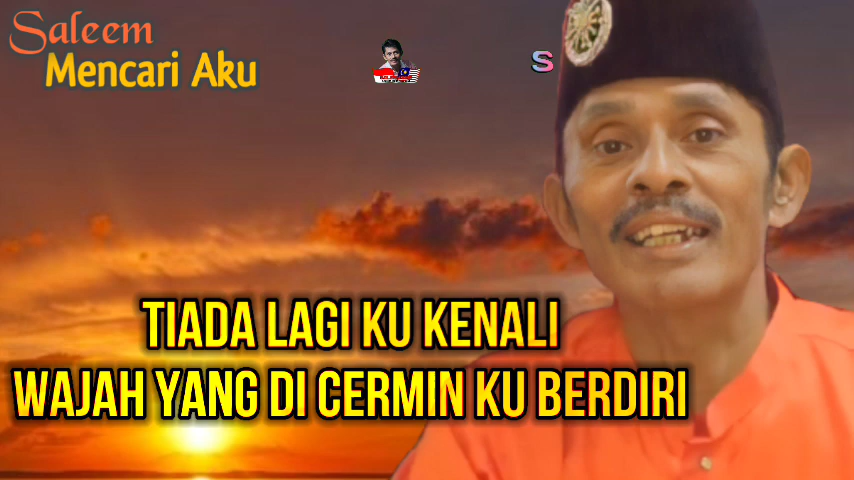 Saleem
Mencari Aku
S
TIADA LAGI KU KENALI
WAJAH YANG DI CERMIN KU BERDIRI